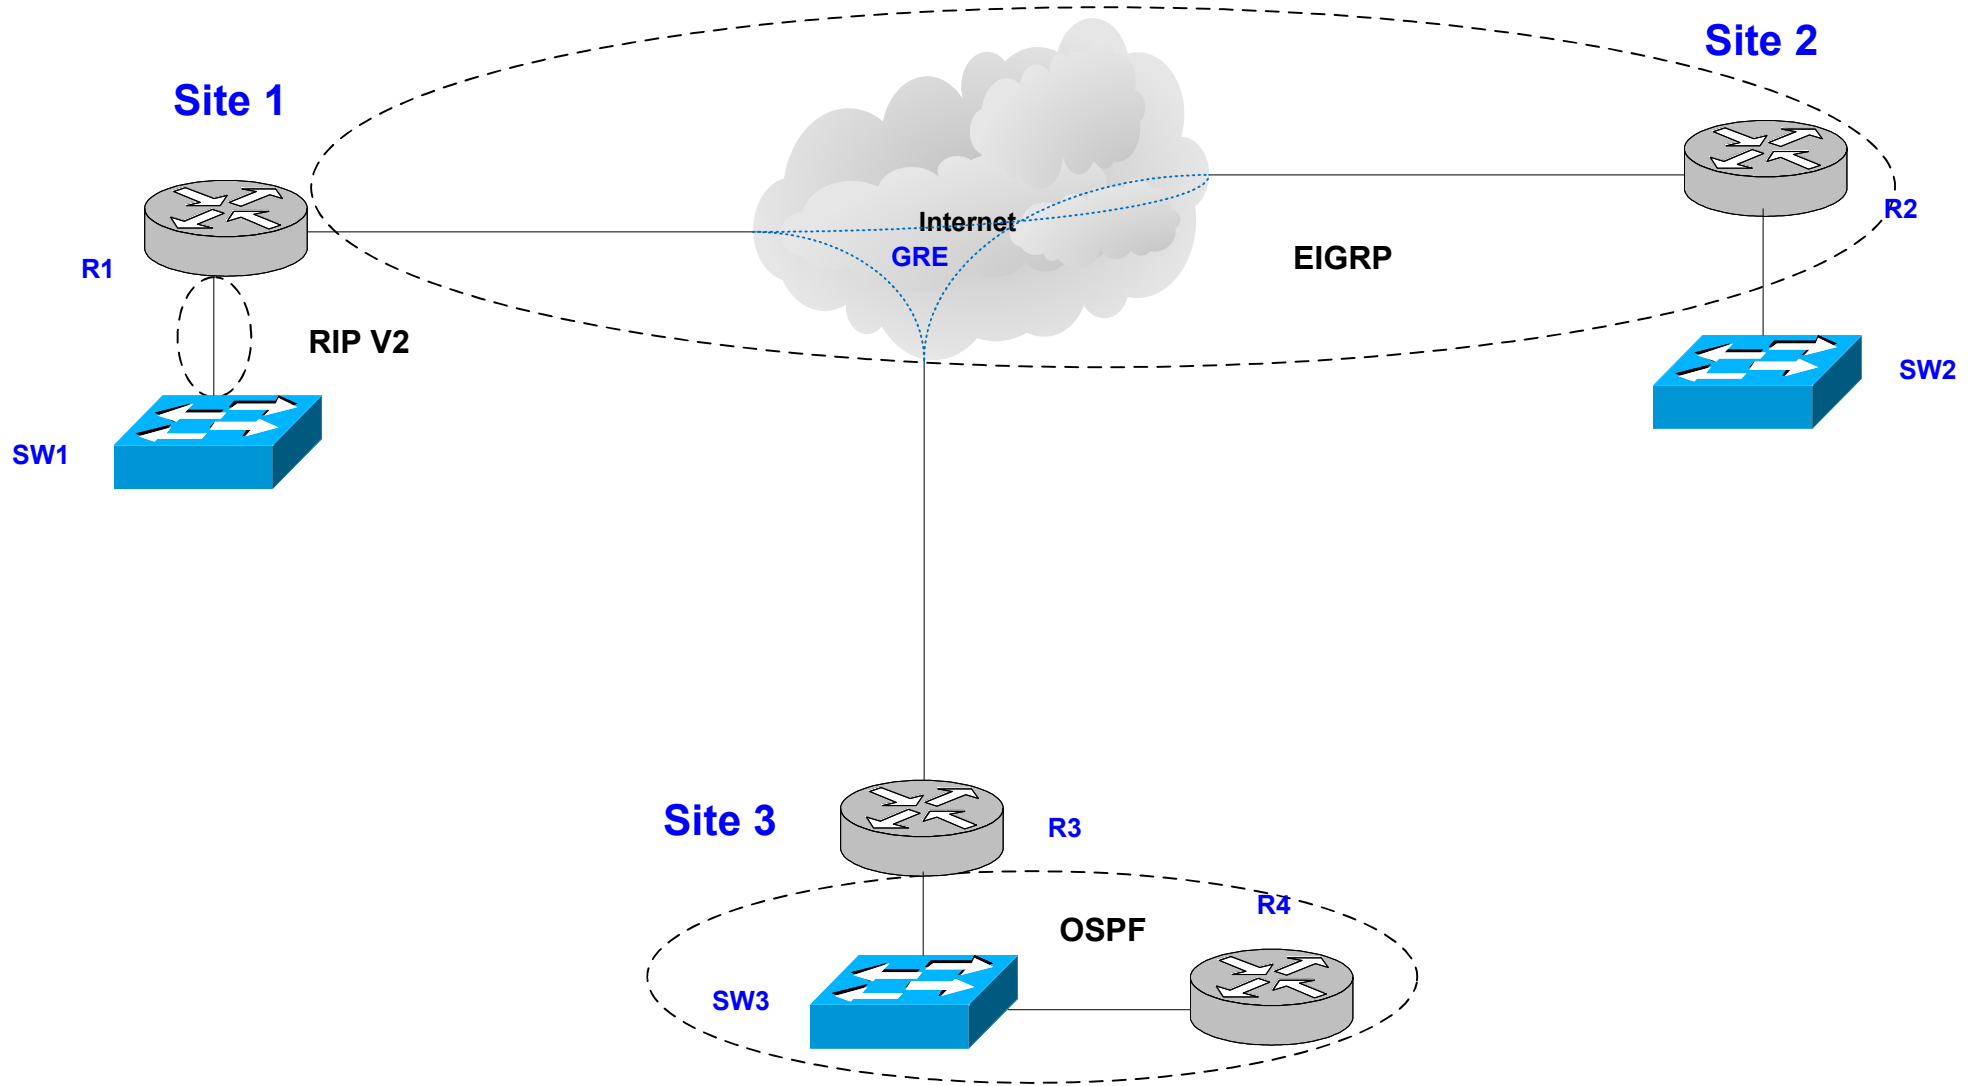 Site 2
Site 1
R2
Internet
GRE
EIGRP
R1
RIP V2
SW2
SW1
Site 3
R3
R4
OSPF
SW3